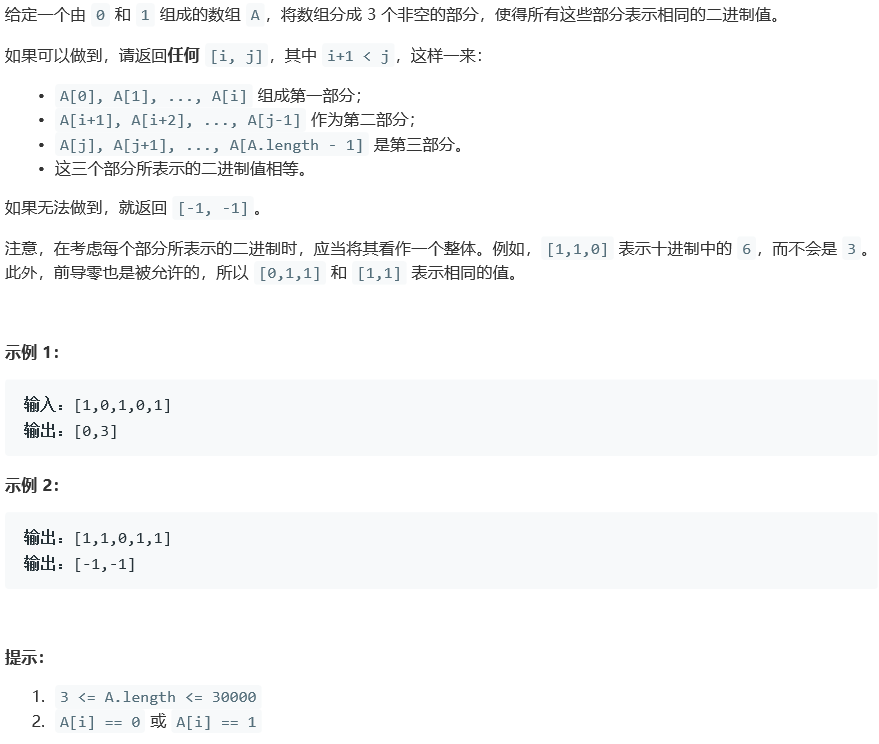 给定一个由 0 和 1 组成的数组 A，将数组分成 3 个非空的部分，使得所有这些部分表示相同的二进制值。
如果可以做到，请返回任何 [i, j]，其中 i+1 < j，这样一来：
• A[0], A[1], ..., A[i] 组成第一部分；
• A[i+1], A[i+2], ..., A[j-1] 作为第二部分；
• A[j], A[j+1], ..., A[A.length - 1] 是第三部分。
• 这三个部分所表示的二进制值相等。
如果无法做到，就返回 [-1, -1]。
注意，在考虑每个部分所表示的二进制时，应当将其看作一个整体。例如，[1,1,0] 表示十进制中的 6，而不会是 3。
此外，前导零也是被允许的，所以 [0,1,1] 和 [1,1] 表示相同的值。
示例 1：
输入：[1,0,1,0,1]
输出：[0,3]
示例 2：
输出：[1,1,0,1,1]
输出：[-1,-1]
提示：
1. 3 <= A.length <= 30000
2. A[i] == 0 或 A[i] == 1